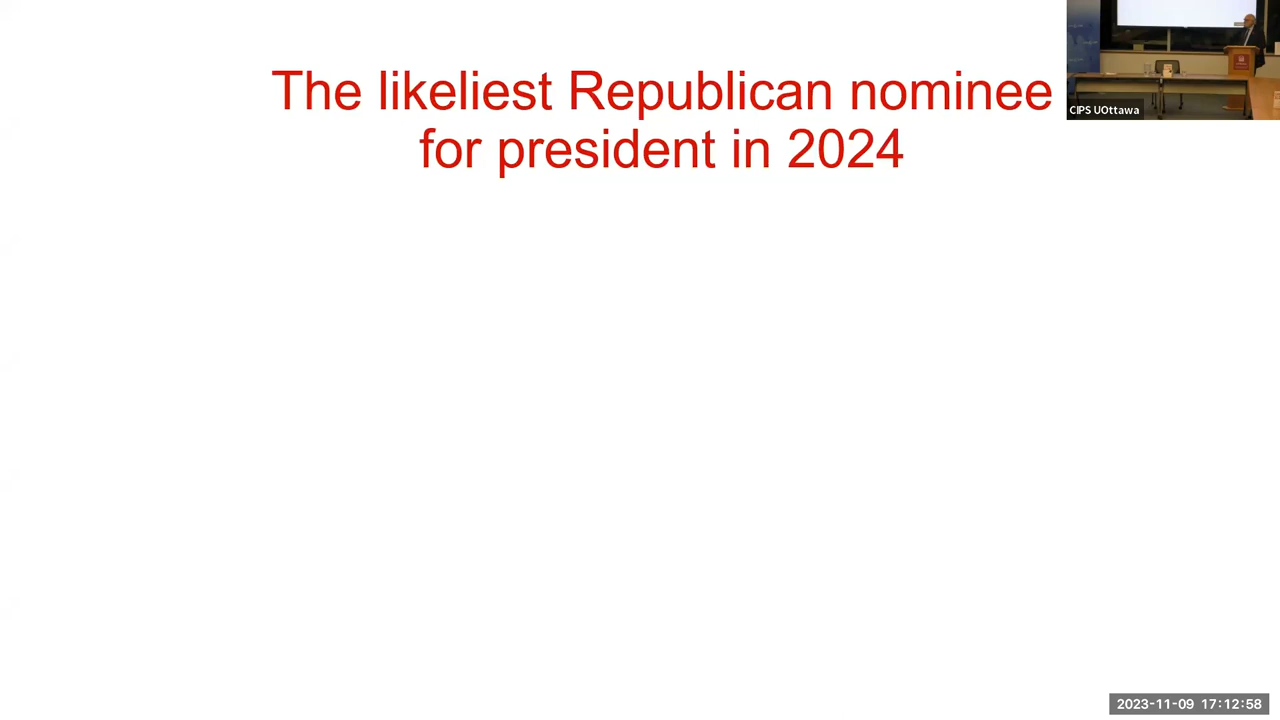 The likeliest Republican nominee
for president in 2024
CIPS UOttawa
2023-11-09 17:12:58